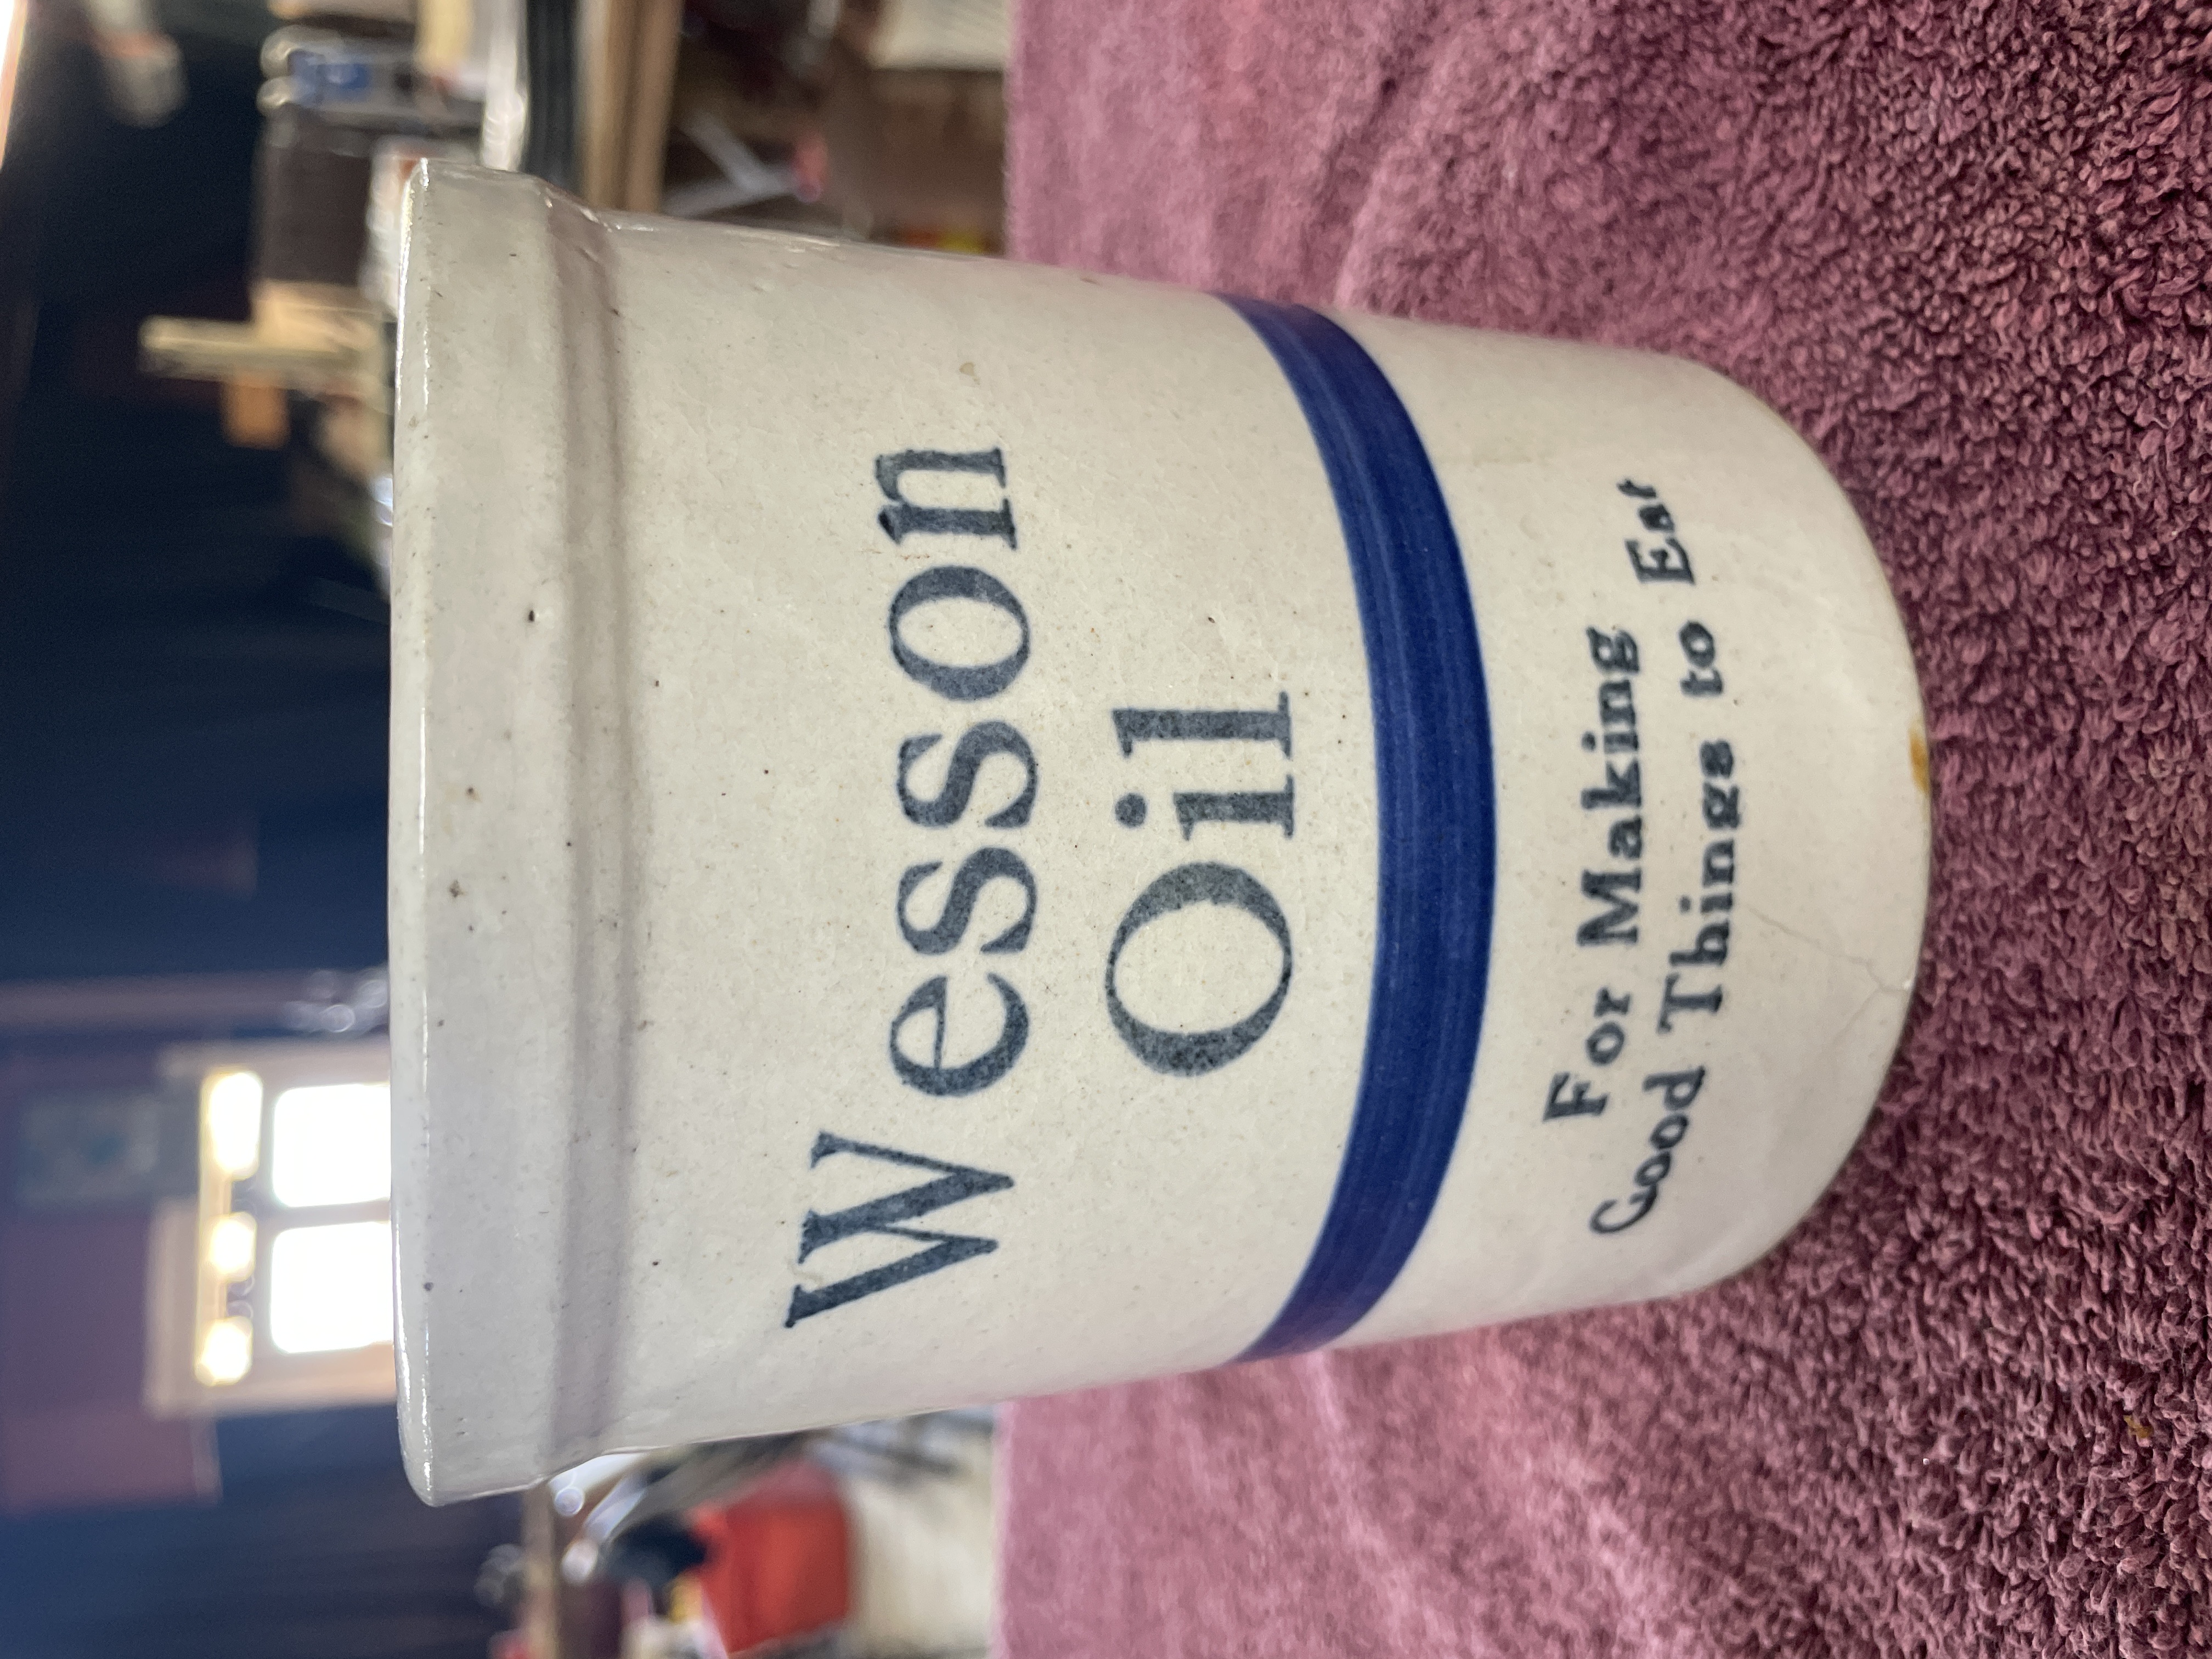 Wesson
Oil
For Making
Good Things to Eat